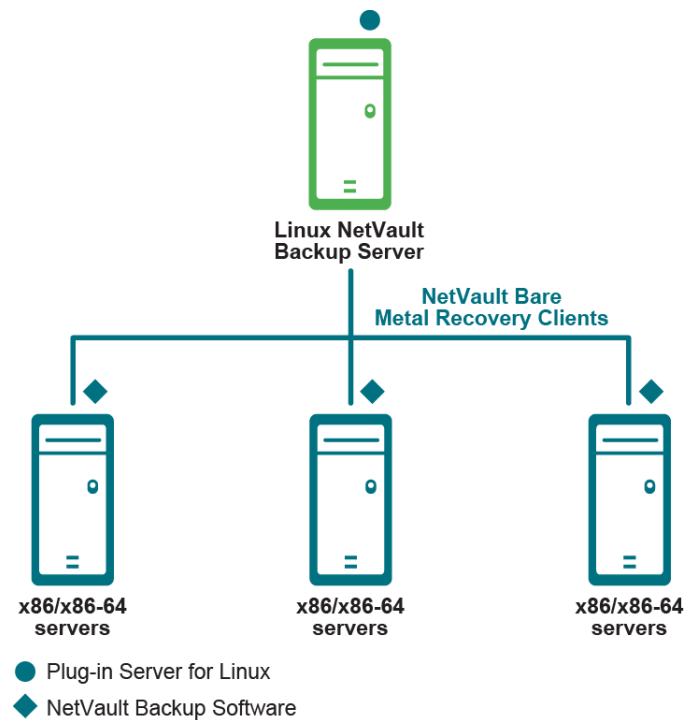 Linux NetVault
Backup Server
NetVault Bare
Metal Recovery Clients
x86/x86-64
servers
x86/x86-64
servers
x86/x86-64
servers
Plug-in Server for Linux
NetVault Backup Software